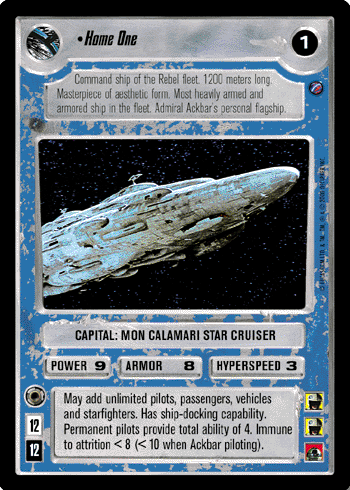 • Home One
1
Command ship of the Rebel fleet. 1200 meters long.
Masterpiece of aesthetic form. Most heavily armed and
armored ship in the fleet. Admiral Ackbar's personal flagship.
CAPITAL: MON CALAMARI STAR CRUISER
POWER 9 ARMOR 8 HYPERSPEED 3
May add unlimited pilots, passengers, vehicles
and starfighters. Has ship-docking capability.
Permanent pilots provide total ability of 4. Immune
to attrition < 8 (< 10 when Ackbar piloting).
12
12